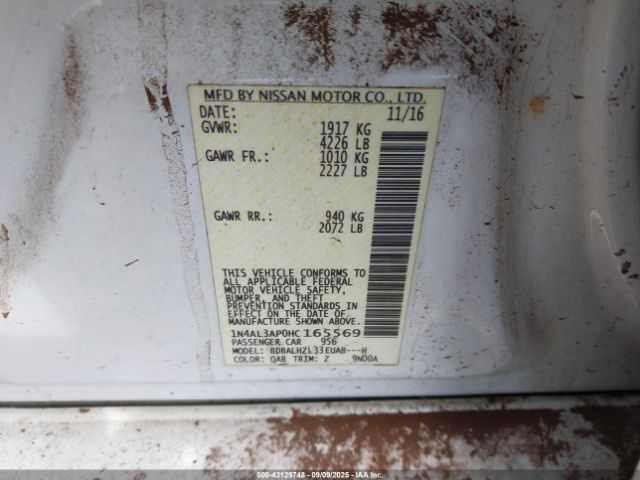 MFD BY NISSAN MOTOR CO., LTD.
DATE: 11/16
GVWR: 1917 KG
4226 LB
GAWR FR.: 1010 KG
2227 LB
GAWR RR.: 940 KG
2072 LB
THIS VEHICLE CONFORMS TO
ALL APPLICABLE FEDERAL
MOTOR VEHICLE SAFETY,
BUMPER, AND THEFT
PREVENTION STANDARDS IN
EFFECT ON THE DATE OF
MANUFACTURE SHOWN ABOVE.
1N4AL3AP0HC165569
PASSENGER CAR 956
MODEL: BDBALHZL33EUAB---H
COLOR: QAB TRIM: Z 9N00A
000-43129748 - 09/09/2025 - IAA Inc.